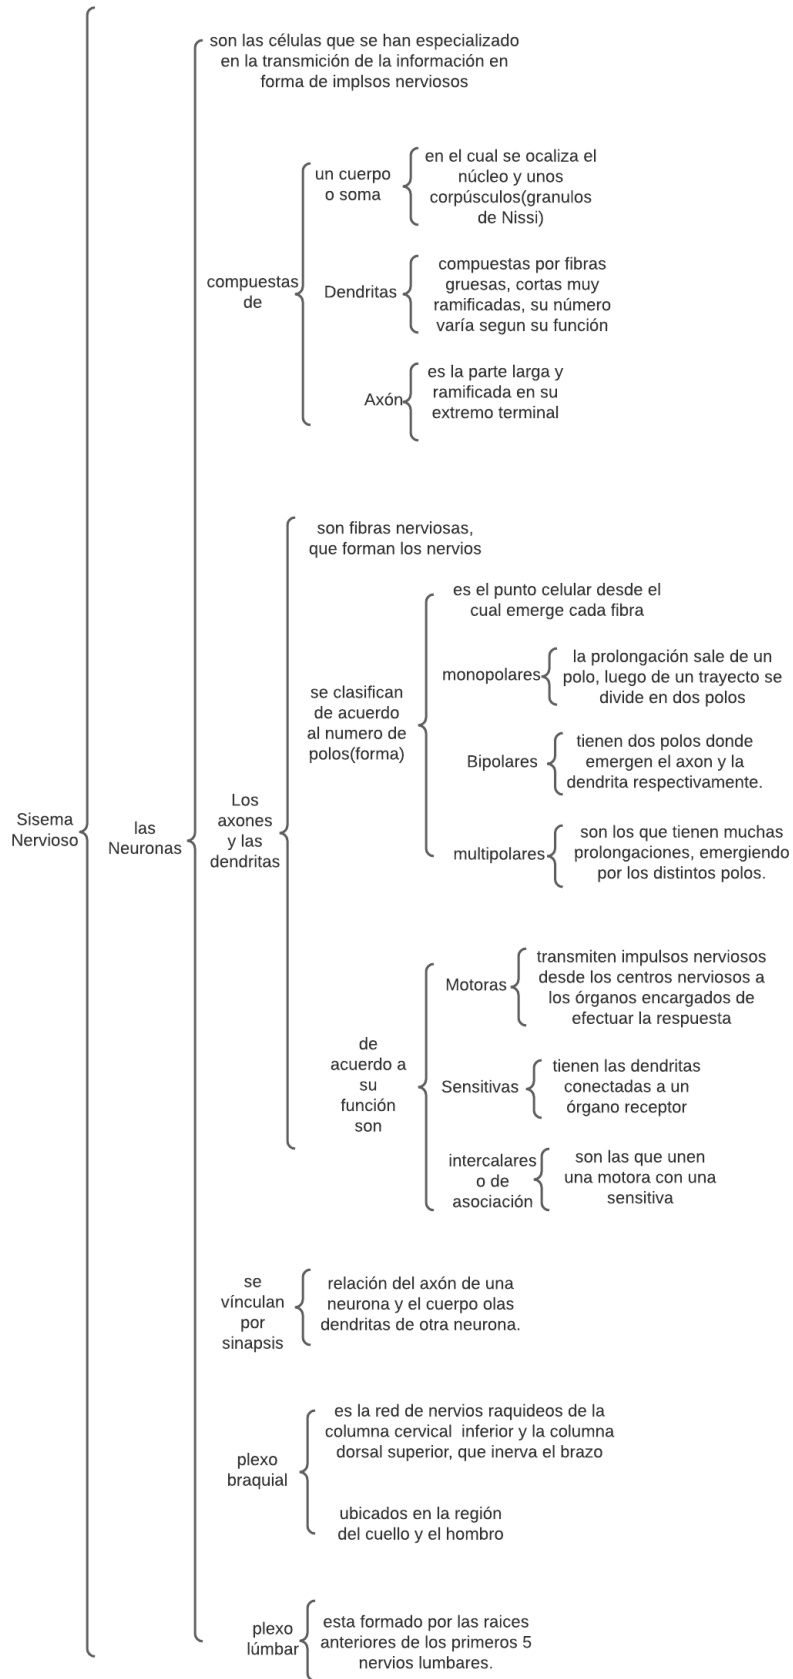 Sisema
Nervioso
las
Neuronas
son las células que se han especializado
en la transmición de la información en
forma de implsos nerviosos
compuestas
de
un cuerpo
o soma
en el cual se ocaliza el
núcleo y unos
corpúsculos(granulos
de Nissi)
Dendritas
compuestas por fibras
gruesas, cortas muy
ramificadas, su número
varía segun su función
Axón
es la parte larga y
ramificada en su
extremo terminal
Los
axones
y las
dendritas
son fibras nerviosas,
que forman los nervios
se clasifican
de acuerdo
al numero de
polos(forma)
es el punto celular desde el
cual emerge cada fibra
monopolares
la prolongación sale de un
polo, luego de un trayecto se
divide en dos polos
Bipolares
tienen dos polos donde
emergen el axon y la
dendrita respectivamente.
multipolares
son los que tienen muchas
prolongaciones, emergiendo
por los distintos polos.
de
acuerdo a
su
función
son
Motoras
transmiten impulsos nerviosos
desde los centros nerviosos a
los órganos encargados de
efectuar la respuesta
Sensitivas
tienen las dendritas
conectadas a un
órgano receptor
intercalares
o de
asociación
son las que unen
una motora con una
sensitiva
se
vínculan
por
sinapsis
relación del axón de una
neurona y el cuerpo olas
dendritas de otra neurona.
plexo
braquial
es la red de nervios raquideos de la
columna cervical  inferior y la columna
dorsal superior, que inerva el brazo
ubicados en la región
del cuello y el hombro
plexo
lúmbar
esta formado por las raices
anteriores de los primeros 5
nervios lumbares.